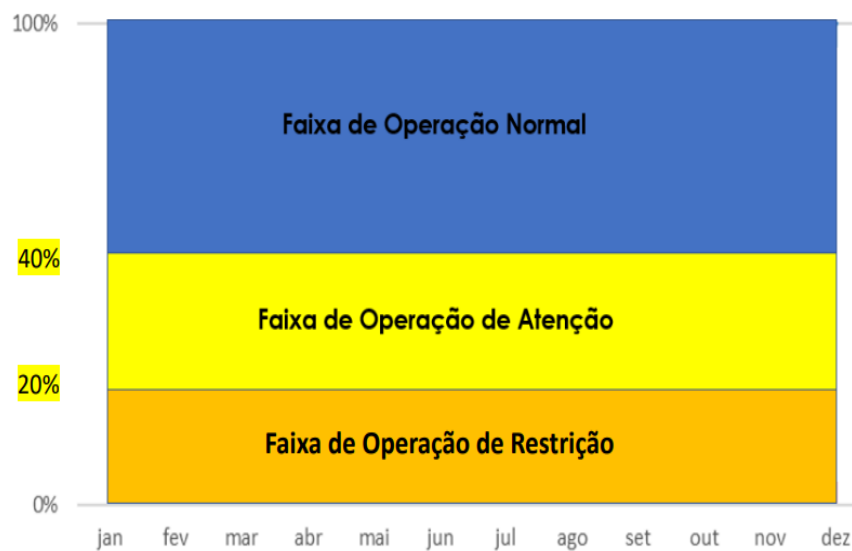 100%
Faixa de Operação Normal
40%
Faixa de Operação de Atenção
20%
Faixa de Operação de Restrição
0%
jan fev mar abr mai jun jul ago set out nov dez